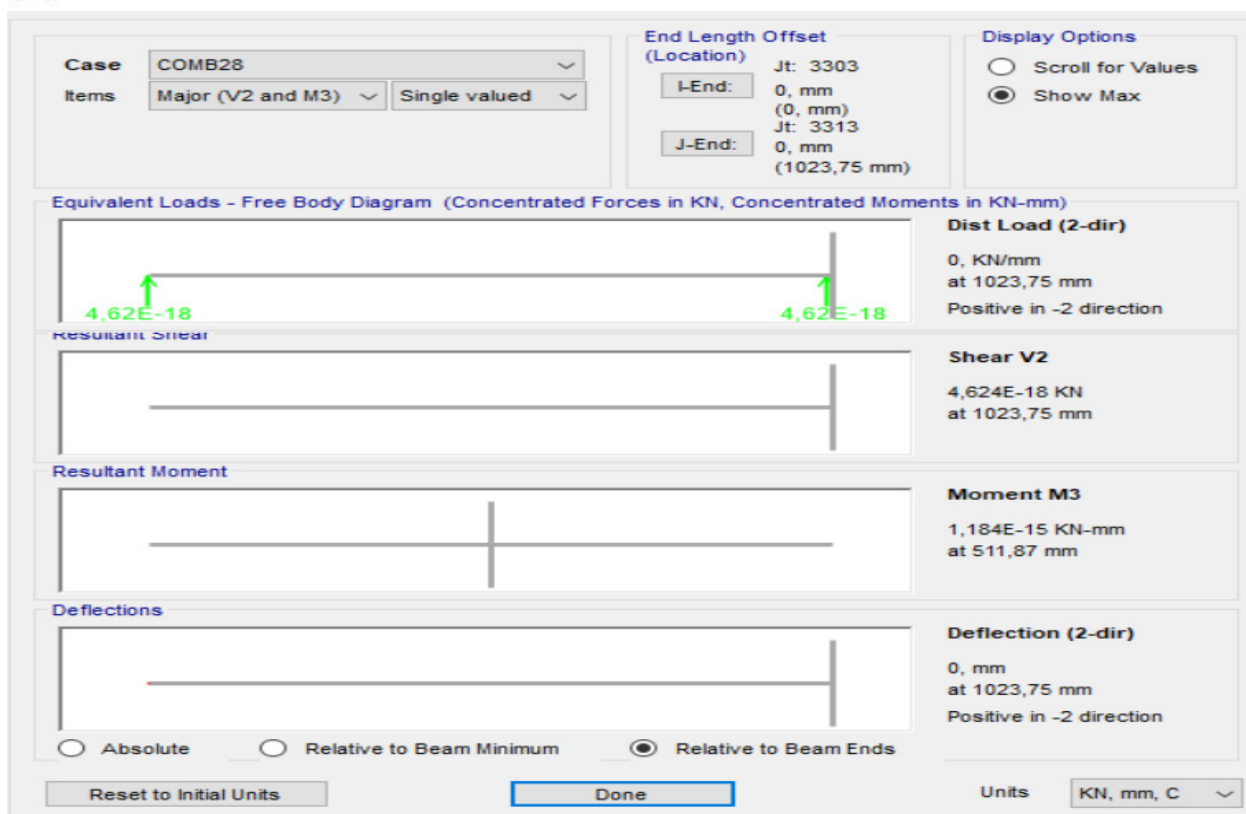 Case COMB28
Items Major (V2 and M3) Single valued
End Length Offset
(Location)
Jt: 3303
I-End: 0, mm
(0, mm)
Jt: 3313
J-End: 0, mm
(1023,75 mm)
Display Options
Scroll for Values
Show Max
Equivalent Loads - Free Body Diagram (Concentrated Forces in KN, Concentrated Moments in KN-mm)
4,62E-18 4,62E-18
Dist Load (2-dir)
0, KN/mm
at 1023,75 mm
Positive in -2 direction
Resultant Shear
Shear V2
4,624E-18 KN
at 1023,75 mm
Resultant Moment
Moment M3
1,184E-15 KN-mm
at 511,87 mm
Deflections
Deflection (2-dir)
0, mm
at 1023,75 mm
Positive in -2 direction
Absolute Relative to Beam Minimum Relative to Beam Ends
Reset to Initial Units Done Units KN, mm, C